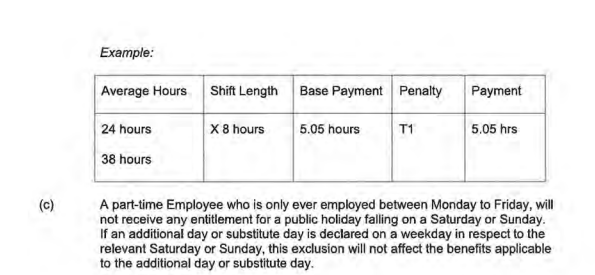 Example:
Average Hours Shift Length Base Payment Penalty Payment
24 hours X 8 hours 5.05 hours T1 5.05 hrs
38 hours
(c) A part-time Employee who is only ever employed between Monday to Friday, will
not receive any entitlement for a public holiday falling on a Saturday or Sunday.
If an additional day or substitute day is declared on a weekday in respect to the
relevant Saturday or Sunday, this exclusion will not affect the benefits applicable
to the additional day or substitute day.